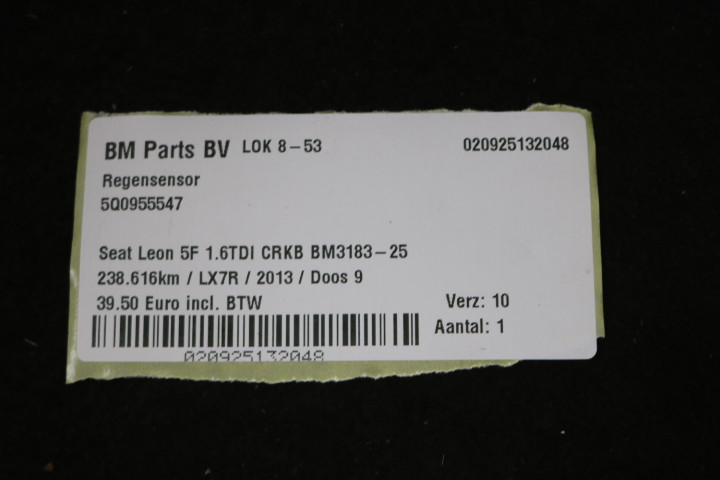 BM Parts BV LOK 8-53 020925132048
Regensensor
5Q0955547
Seat Leon 5F 1.6TDI CRKB BM3183-25
238.616km / LX7R / 2013 / Doos 9
39.50 Euro incl. BTW Verz: 10
Aantal: 1
020925132048